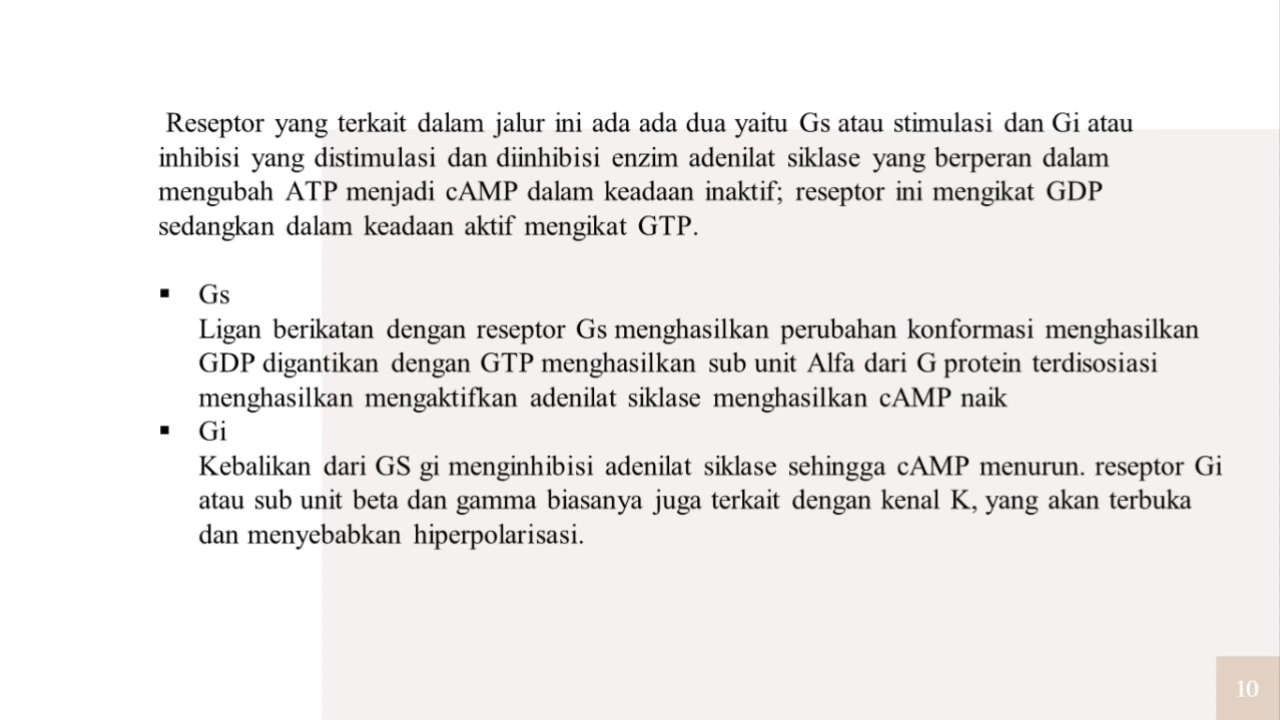 Reseptor yang terkait dalam jalur ini ada ada dua yaitu Gs atau stimulasi dan Gi atau
inhibisi yang distimulasi dan diinhibisi enzim adenilat siklase yang berperan dalam
mengubah ATP menjadi cAMP dalam keadaan inaktif; reseptor ini mengikat GDP
sedangkan dalam keadaan aktif mengikat GTP.
▪ Gs
Ligan berikatan dengan reseptor Gs menghasilkan perubahan konformasi menghasilkan
GDP digantikan dengan GTP menghasilkan sub unit Alfa dari G protein terdisosiasi
menghasilkan mengaktifkan adenilat siklase menghasilkan cAMP naik
▪ Gi
Kebalikan dari GS gi menginhibisi adenilat siklase sehingga cAMP menurun. reseptor Gi
atau sub unit beta dan gamma biasanya juga terkait dengan kenal K, yang akan terbuka
dan menyebabkan hiperpolarisasi.
10